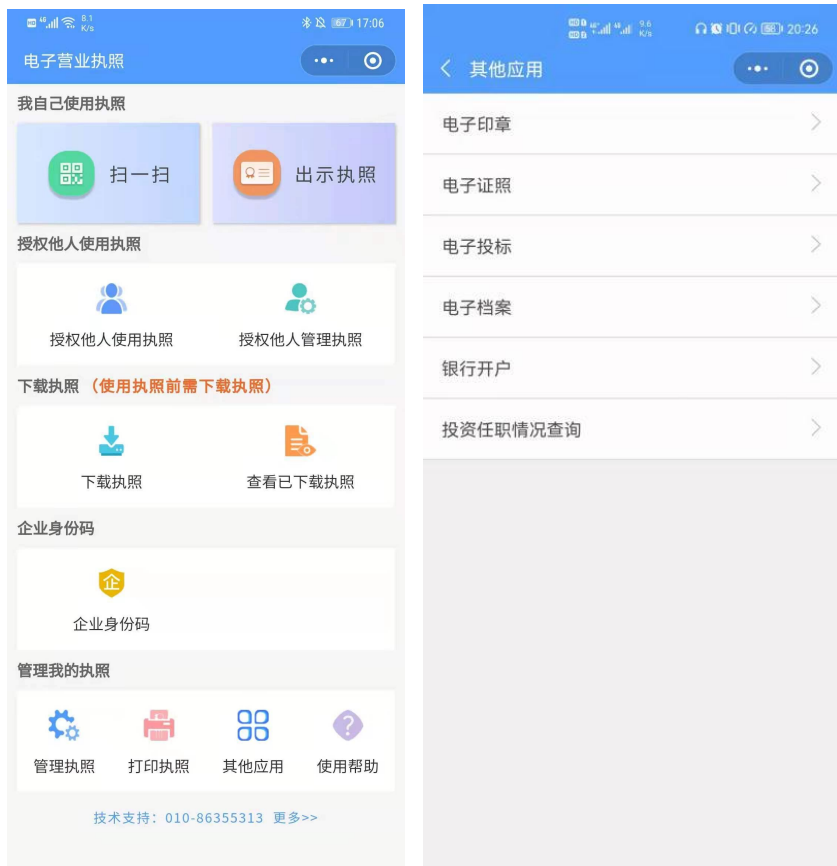 HD 4G 8.1 K/s 67 17:06
电子营业执照
我自己使用执照
扫一扫
出示执照
授权他人使用执照
授权他人使用执照
授权他人管理执照
下载执照（使用执照前需下载执照）
下载执照
查看已下载执照
企业身份码
企
企业身份码
管理我的执照
管理执照 打印执照 其他应用 使用帮助
技术支持：010-86355313 更多>>
9.6 K/s 20:26
其他应用
电子印章
电子证照
电子投标
电子档案
银行开户
投资任职情况查询